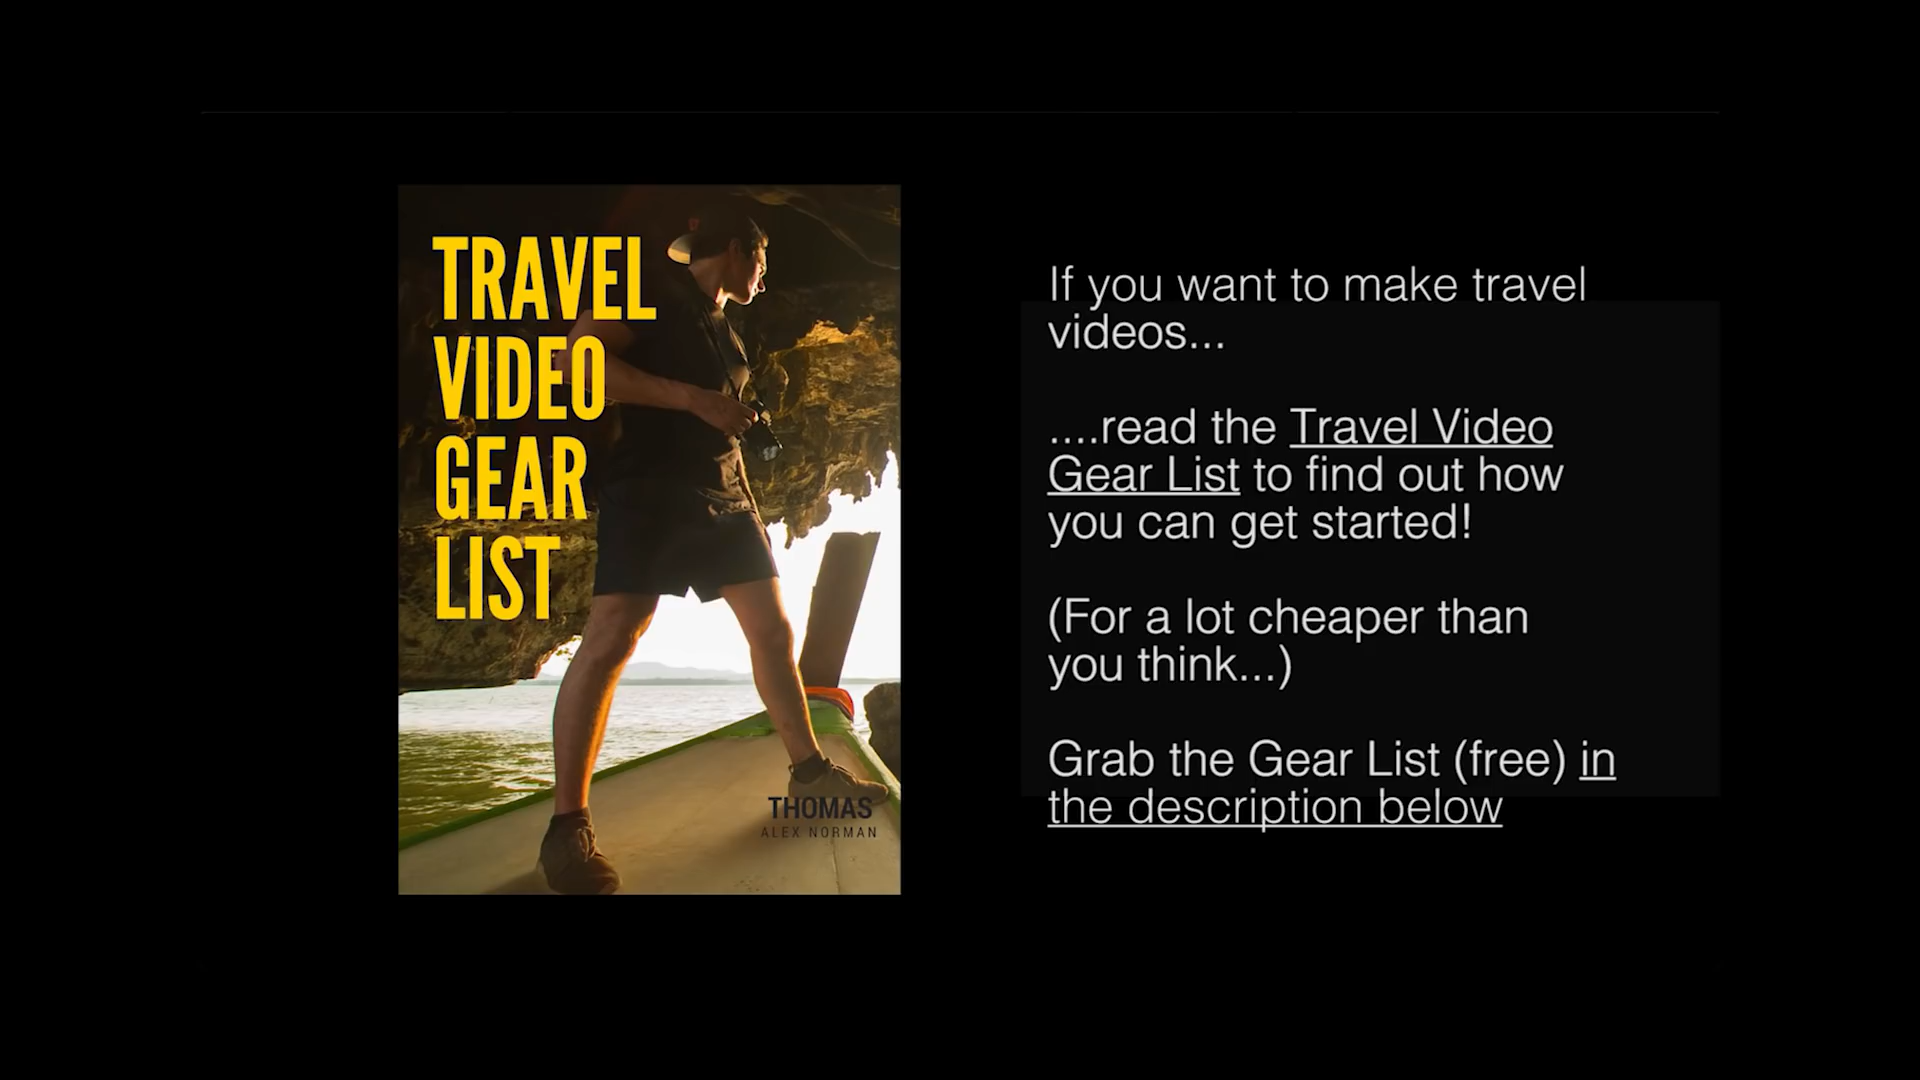 TRAVEL
VIDEO
GEAR
LIST
THOMAS
ALEX NORMAN
If you want to make travel
videos...
....read the Travel Video
Gear List to find out how
you can get started!
(For a lot cheaper than
you think...)
Grab the Gear List (free) in
the description below